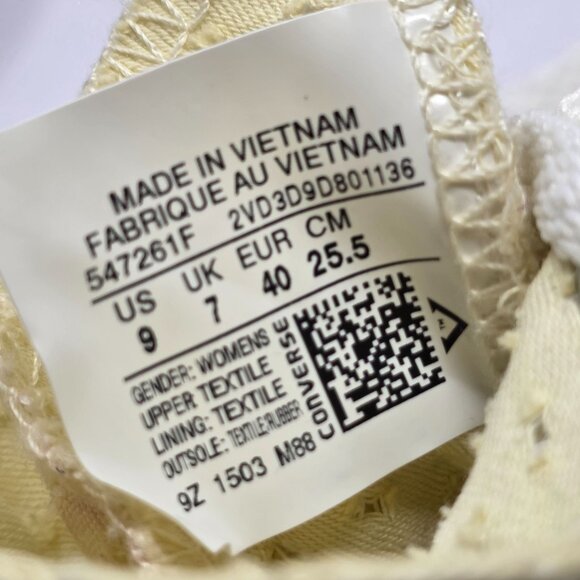 MADE IN VIETNAM
FABRIQUE AU VIETNAM
547261F 2VD3D9D801136
US UK EUR CM
9 7 40 25.5
GENDER: WOMENS
UPPER TEXTILE
LINING: TEXTILE
OUTSOLE: TEXTILE/RUBBER
9Z 1503 M88
CONVERSE